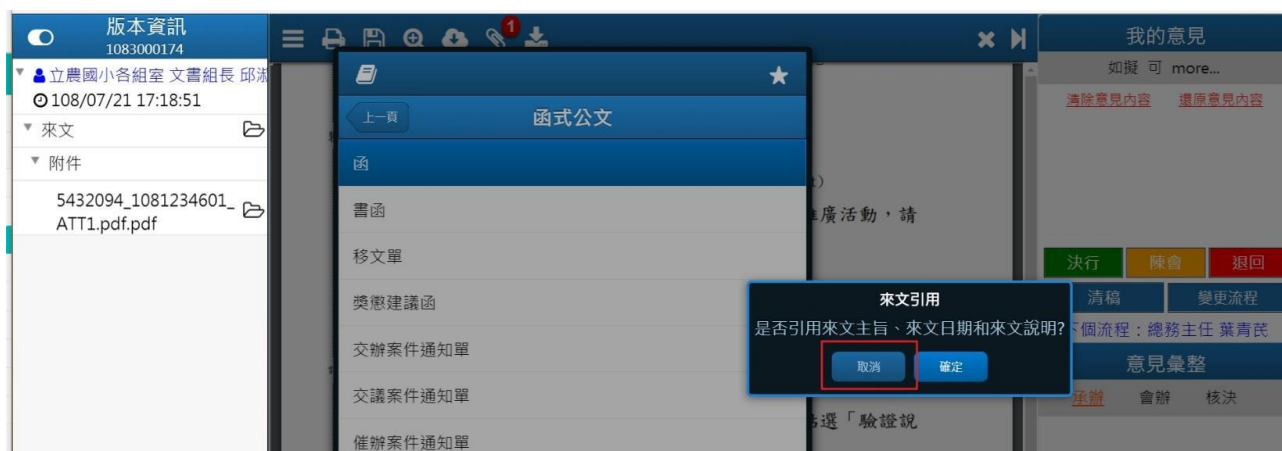 版本資訊
1083000174
立農國小各組室 文書組長 邱淑
108/07/21 17:18:51
來文
附件
5432094_1081234601_
ATT1.pdf.pdf
1
上一頁
函式公文
函
書函
移文單
獎懲建議函
交辦案件通知單
交議案件通知單
催辦案件通知單
t)
廣活動，請
來文引用
是否引用來文主旨、來文日期和來文說明?
取消
確定
選「驗證說
我的意見
如擬 可 more...
清除意見內容 還原意見內容
決行
陳會
退回
清稿
變更流程
個流程：總務主任 葉青芪
意見彙整
承辦 會辦 核決